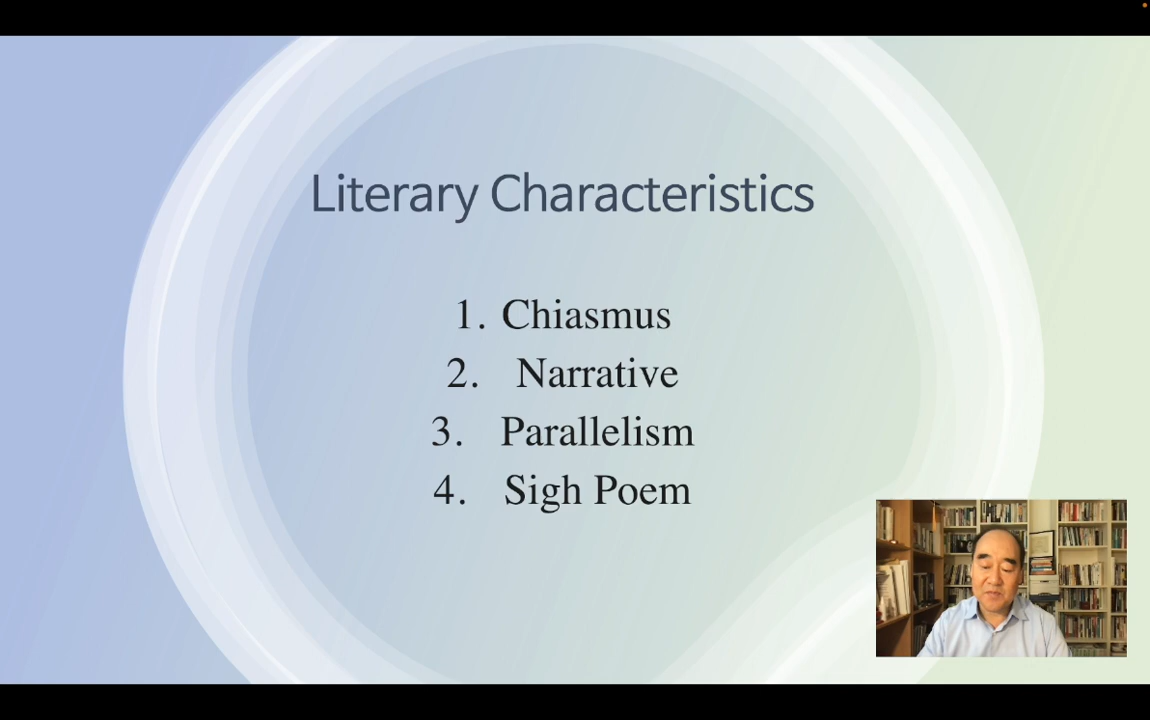 Literary Characteristics
1. Chiasmus
2. Narrative
3. Parallelism
4. Sigh Poem